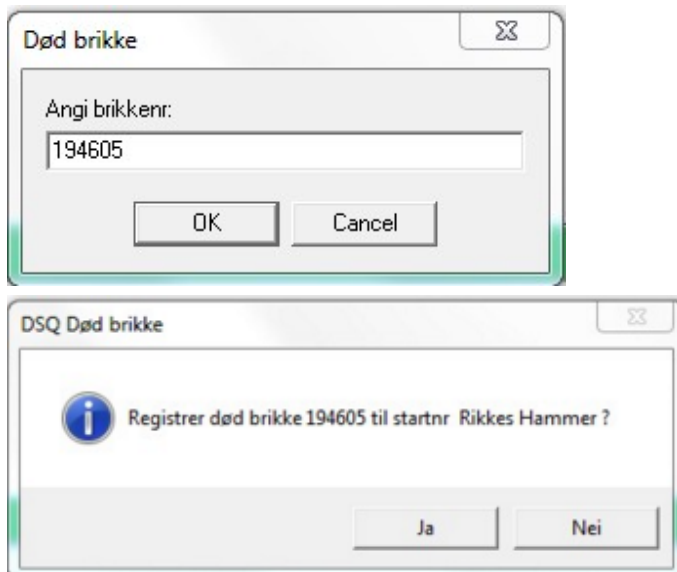 Død brikke
Angi brikkenr:
194605
OK
Cancel
DSQ Død brikke
Registrer død brikke 194605 til startnr Rikkes Hammer ?
Ja
Nei